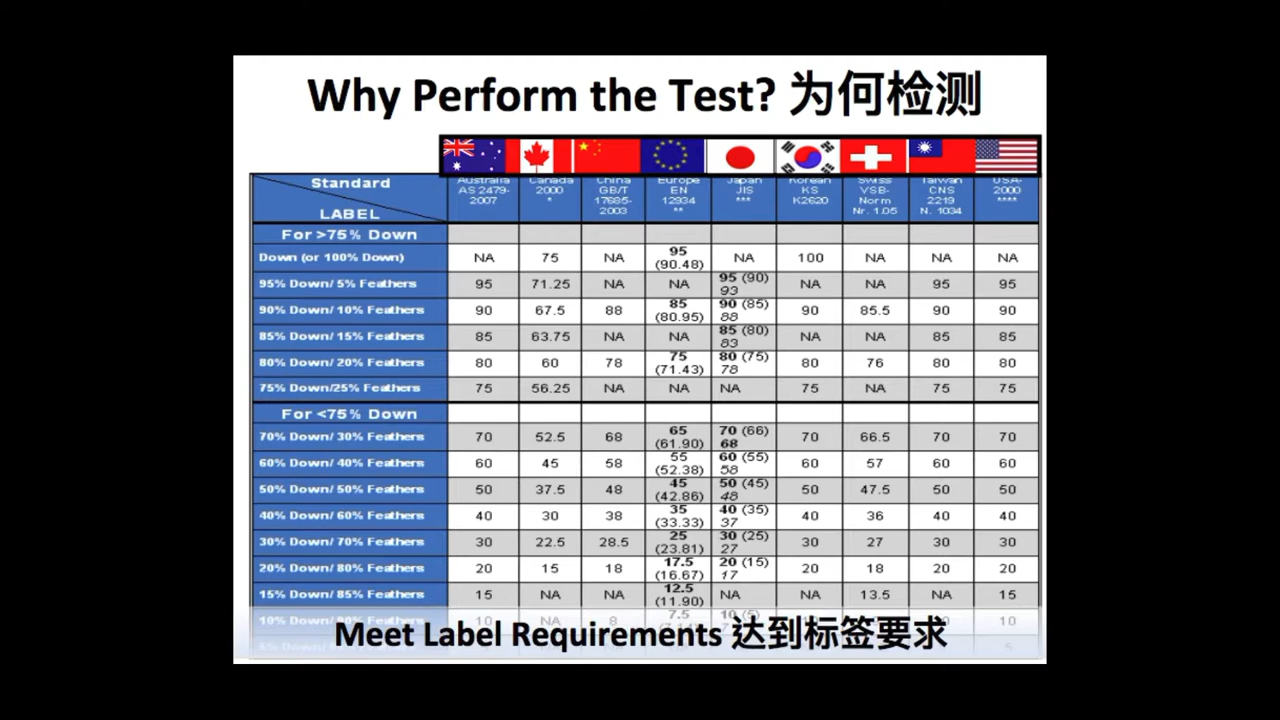 Why Perform the Test? 为何检测
Standard
LABEL
Australia AS 2479-2007
Canada 2000 *
China GB/T 17685-2003
Europe EN 12934 **
Japan JIS ***
Korean KS K2620
Swiss VSB-Norm Nr. 1.05
Taiwan CNS 2219 N. 1034
USA-2000 ****
For >75% Down
Down (or 100% Down) NA 75 NA 95 (90.48) NA 100 NA NA NA
95% Down/ 5% Feathers 95 71.25 NA NA 95 (90) 93 NA NA 95 95
90% Down/ 10% Feathers 90 67.5 88 85 (80.95) 90 (85) 88 90 85.5 90 90
85% Down/ 15% Feathers 85 63.75 NA NA 85 (80) 83 NA NA 85 85
80% Down/ 20% Feathers 80 60 78 75 (71.43) 80 (75) 78 80 76 80 80
75% Down/25% Feathers 75 56.25 NA NA NA 75 NA 75 75
For <75% Down
70% Down/ 30% Feathers 70 52.5 68 65 (61.90) 70 (66) 68 70 66.5 70 70
60% Down/ 40% Feathers 60 45 58 55 (52.38) 60 (55) 58 60 57 60 60
50% Down/ 50% Feathers 50 37.5 48 45 (42.86) 50 (45) 48 50 47.5 50 50
40% Down/ 60% Feathers 40 30 38 35 (33.33) 40 (35) 37 40 36 40 40
30% Down/ 70% Feathers 30 22.5 28.5 25 (23.81) 30 (25) 27 30 27 30 30
20% Down/ 80% Feathers 20 15 18 17.5 (16.67) 20 (15) 17 20 18 20 20
15% Down/ 85% Feathers 15 NA NA 12.5 (11.90) NA NA 13.5 NA 15
Meet Label Requirements 达到标签要求